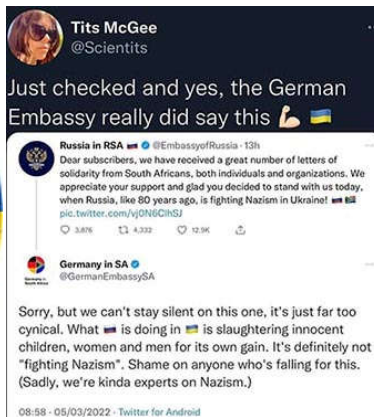 Tits McGee
@Scientits
Just checked and yes, the German
Embassy really did say this 💪🏻 🇺🇦
Russia in RSA 🇷🇺 @EmbassyofRussia · 13h
Dear subscribers, we have received a great number of letters of
solidarity from South Africans, both individuals and organizations. We
appreciate your support and glad you decided to stand with us today,
when Russia, like 80 years ago, is fighting Nazism in Ukraine! 🇷🇺 🇿🇦
pic.twitter.com/vj0N6ClhSJ
3,876 4,332 12.9K
Germany in SA
@GermanEmbassySA
Sorry, but we can't stay silent on this one, it's just far too
cynical. What 🇷🇺 is doing in 🇺🇦 is slaughtering innocent
children, women and men for its own gain. It's definitely not
"fighting Nazism". Shame on anyone who's falling for this.
(Sadly, we're kinda experts on Nazism.)
08:58 · 05/03/2022 · Twitter for Android